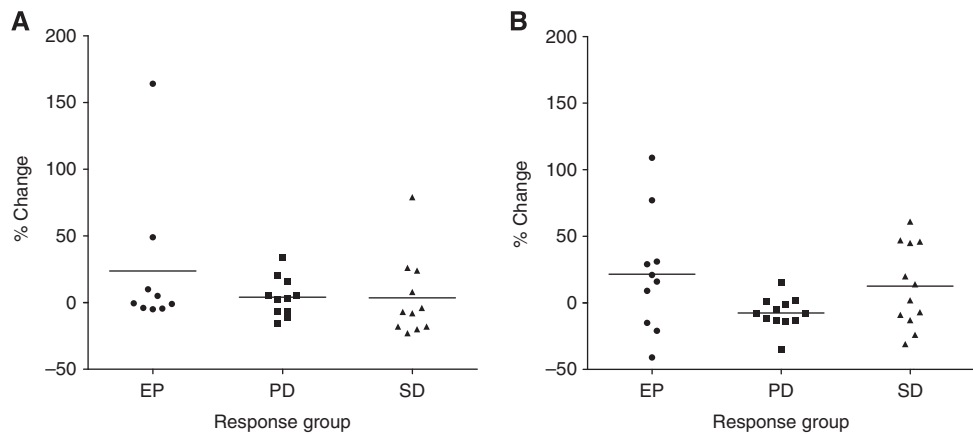 A
200
150
100
50
0
–50
% Change
EP
PD
SD
Response group
B
200
150
100
50
0
–50
% Change
EP
PD
SD
Response group